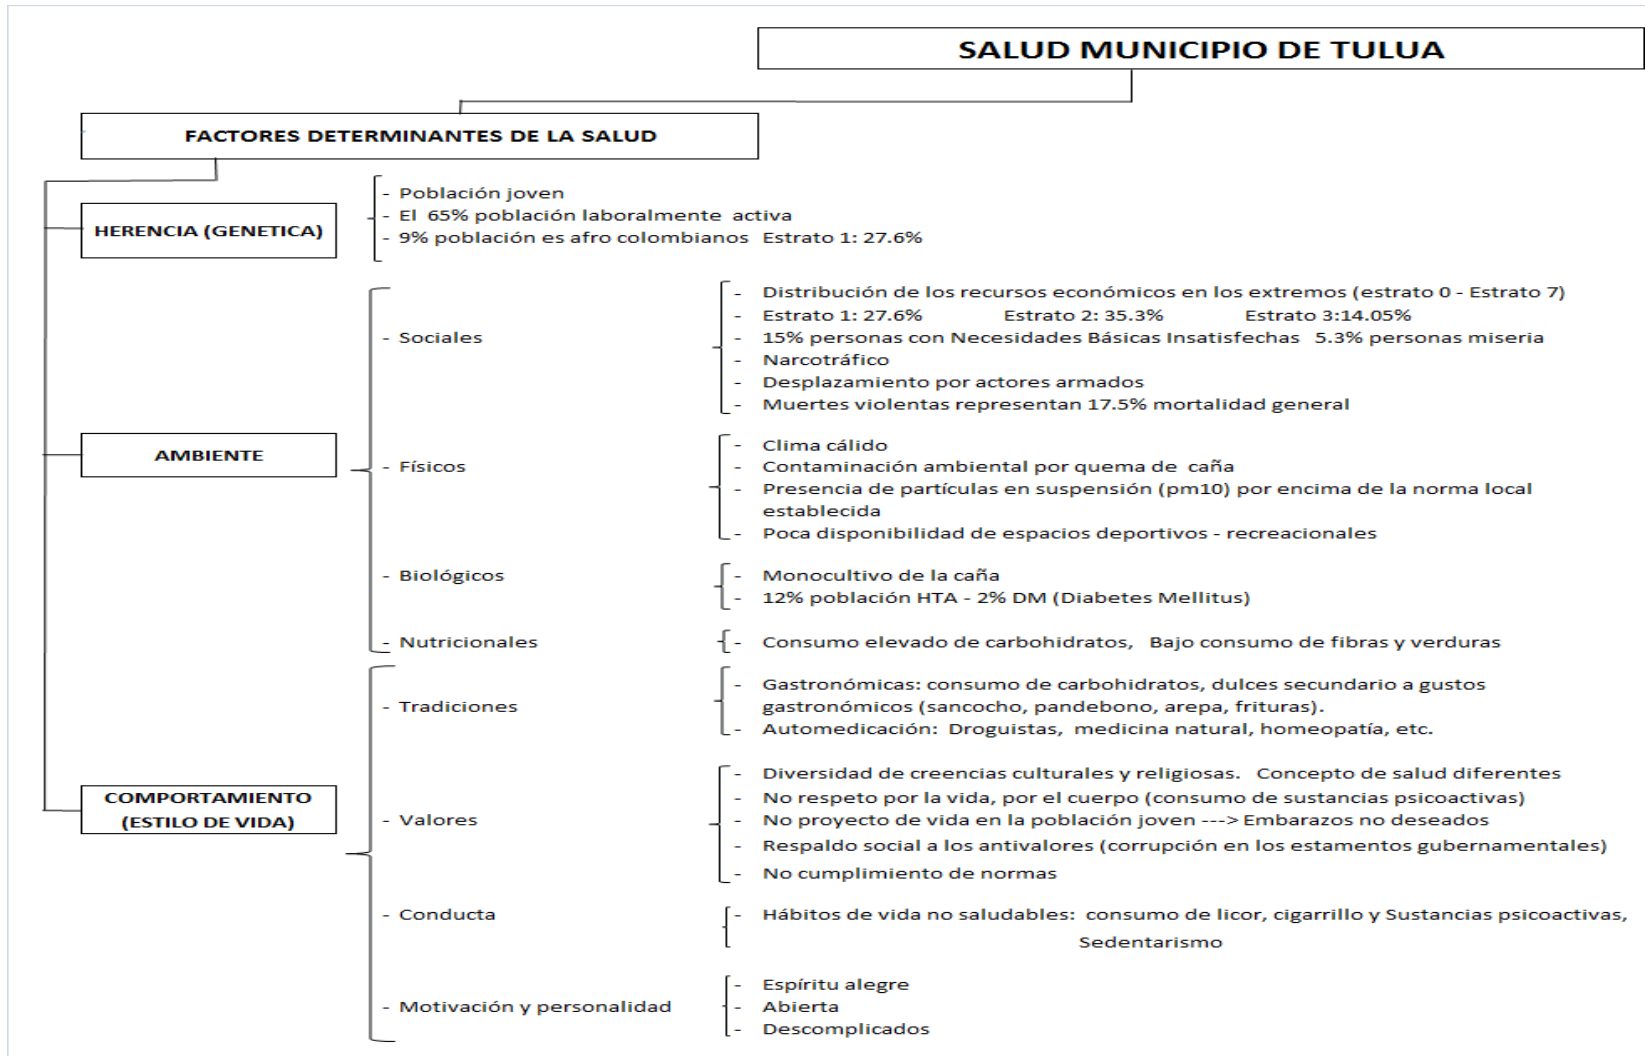 SALUD MUNICIPIO DE TULUA
FACTORES DETERMINANTES DE LA SALUD
HERENCIA (GENETICA)
- Población joven
- El 65% población laboralmente activa
- 9% población es afro colombianos Estrato 1: 27.6%
AMBIENTE
- Sociales
- Distribución de los recursos económicos en los extremos (estrato 0 - Estrato 7)
- Estrato 1: 27.6% Estrato 2: 35.3% Estrato 3:14.05%
- 15% personas con Necesidades Básicas Insatisfechas 5.3% personas miseria
- Narcotráfico
- Desplazamiento por actores armados
- Muertes violentas representan 17.5% mortalidad general
- Físicos
- Clima cálido
- Contaminación ambiental por quema de caña
- Presencia de partículas en suspensión (pm10) por encima de la norma local
establecida
- Poca disponibilidad de espacios deportivos - recreacionales
- Biológicos
- Monocultivo de la caña
- 12% población HTA - 2% DM (Diabetes Mellitus)
- Nutricionales
- Consumo elevado de carbohidratos, Bajo consumo de fibras y verduras
COMPORTAMIENTO
(ESTILO DE VIDA)
- Tradiciones
- Gastronómicas: consumo de carbohidratos, dulces secundario a gustos
gastronómicos (sancocho, pandebono, arepa, frituras).
- Automedicación: Droguistas, medicina natural, homeopatía, etc.
- Valores
- Diversidad de creencias culturales y religiosas. Concepto de salud diferentes
- No respeto por la vida, por el cuerpo (consumo de sustancias psicoactivas)
- No proyecto de vida en la población joven ---> Embarazos no deseados
- Respaldo social a los antivalores (corrupción en los estamentos gubernamentales)
- No cumplimiento de normas
- Conducta
- Hábitos de vida no saludables: consumo de licor, cigarrillo y Sustancias psicoactivas,
Sedentarismo
- Motivación y personalidad
- Espíritu alegre
- Abierta
- Descomplicados